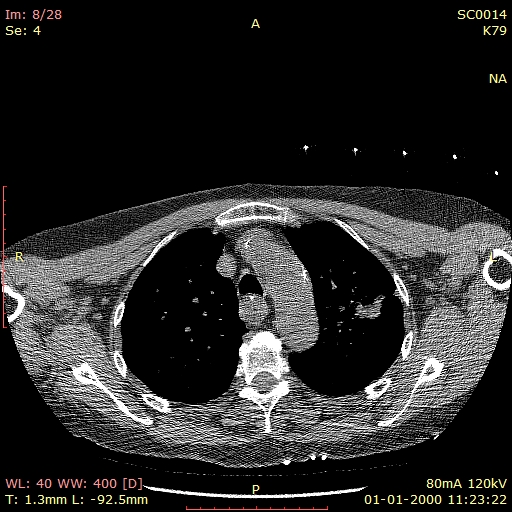 Im: 8/28
Se: 4
A
SC0014
K79
NA
R
L
WL: 40 WW: 400 [D]
T: 1.3mm L: -92.5mm
P
80mA 120kV
01-01-2000 11:23:22